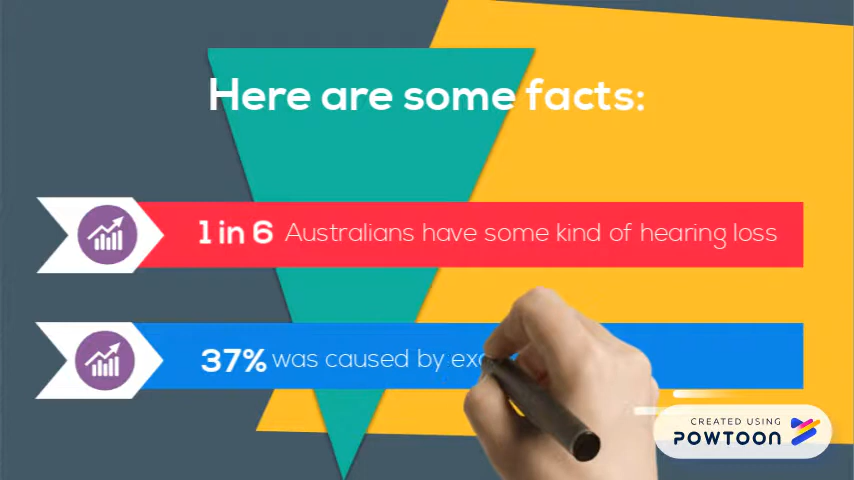 Here are some facts:
1 in 6 Australians have some kind of hearing loss
37% was caused by
CREATED USING
POWTOON